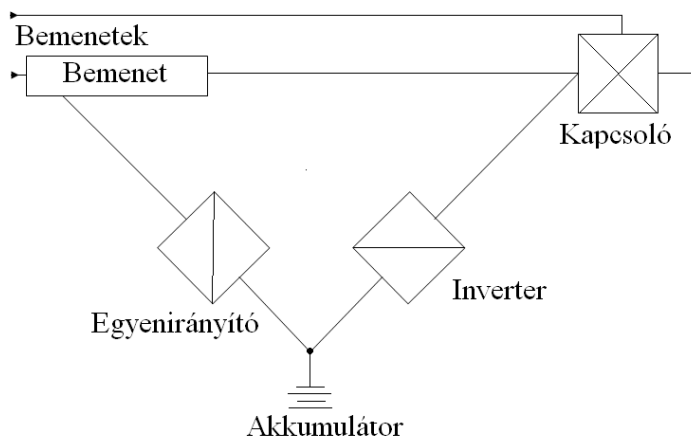 Bemenetek
Bemenet
Kapcsoló
Egyenirányító
Inverter
Akkumulátor